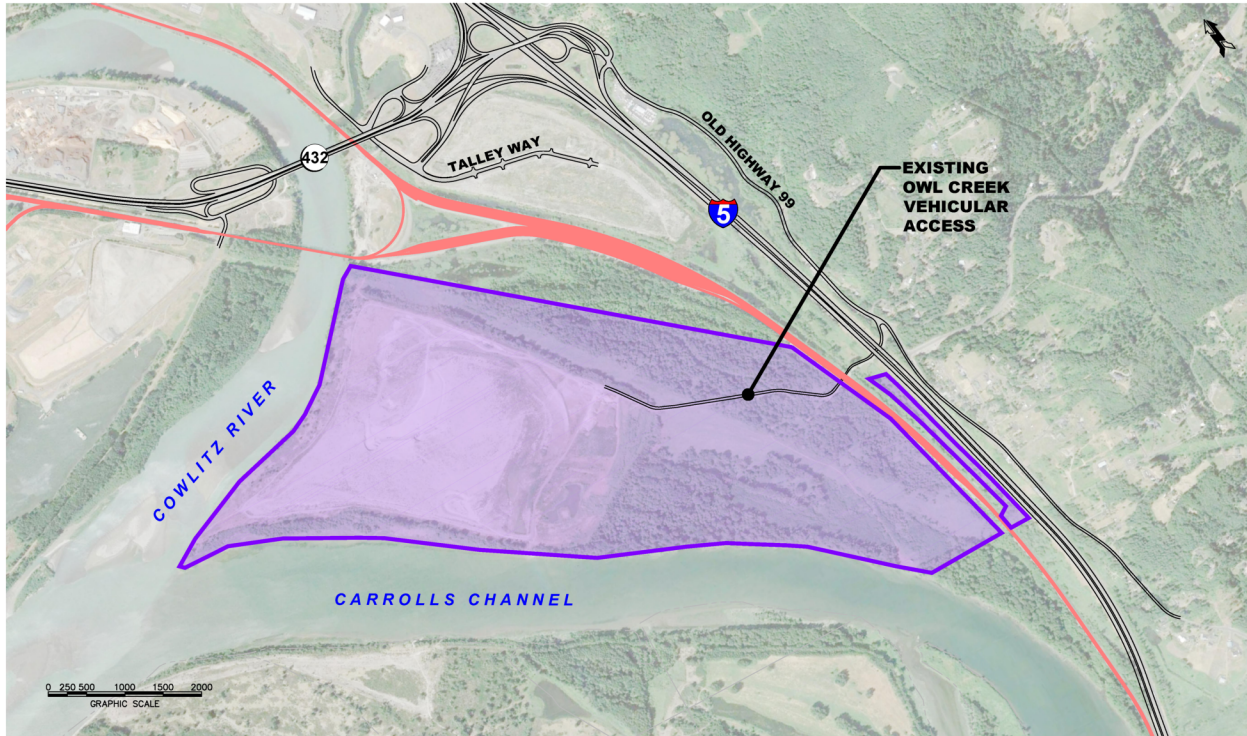 432
TALLEY WAY
OLD HIGHWAY 99
5
EXISTING
OWL CREEK
VEHICULAR
ACCESS
COWLITZ RIVER
CARROLLS CHANNEL
0 250 500 1000 1500 2000
GRAPHIC SCALE